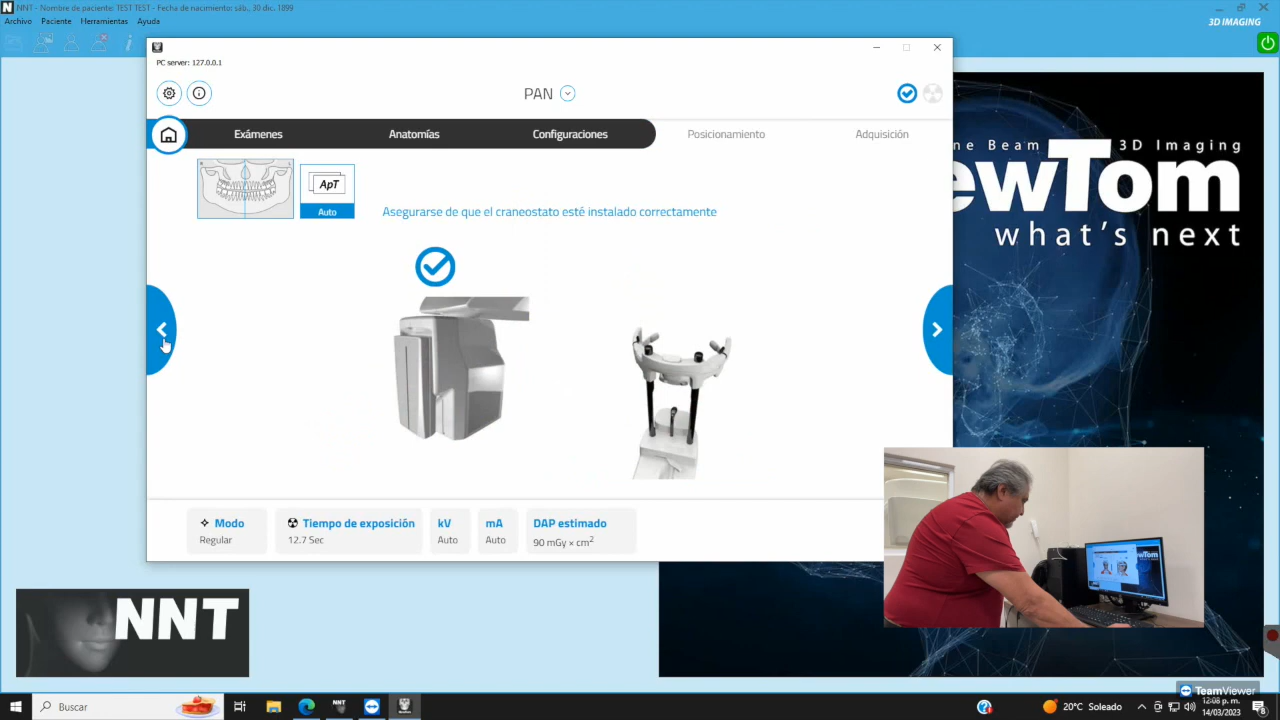 NNT - Nombre de paciente: TEST TEST - Fecha de nacimiento: sáb., 30 dic. 1899
Archivo Paciente Herramientas Ayuda
3D IMAGING
PC server: 127.0.0.1
PAN
Exámenes Anatomías Configuraciones Posicionamiento Adquisición
ApT
Auto
Asegurarse de que el craneostato esté instalado correctamente
ne Beam 3D Imaging
ewTom
what's next
Modo
Regular
Tiempo de exposición
12.7 Sec
kV
Auto
mA
Auto
DAP estimado
90 mGy × cm²
NNT
TeamViewer
Buscar
NNT
20°C Soleado
12:08 p. m.
14/03/2023
8